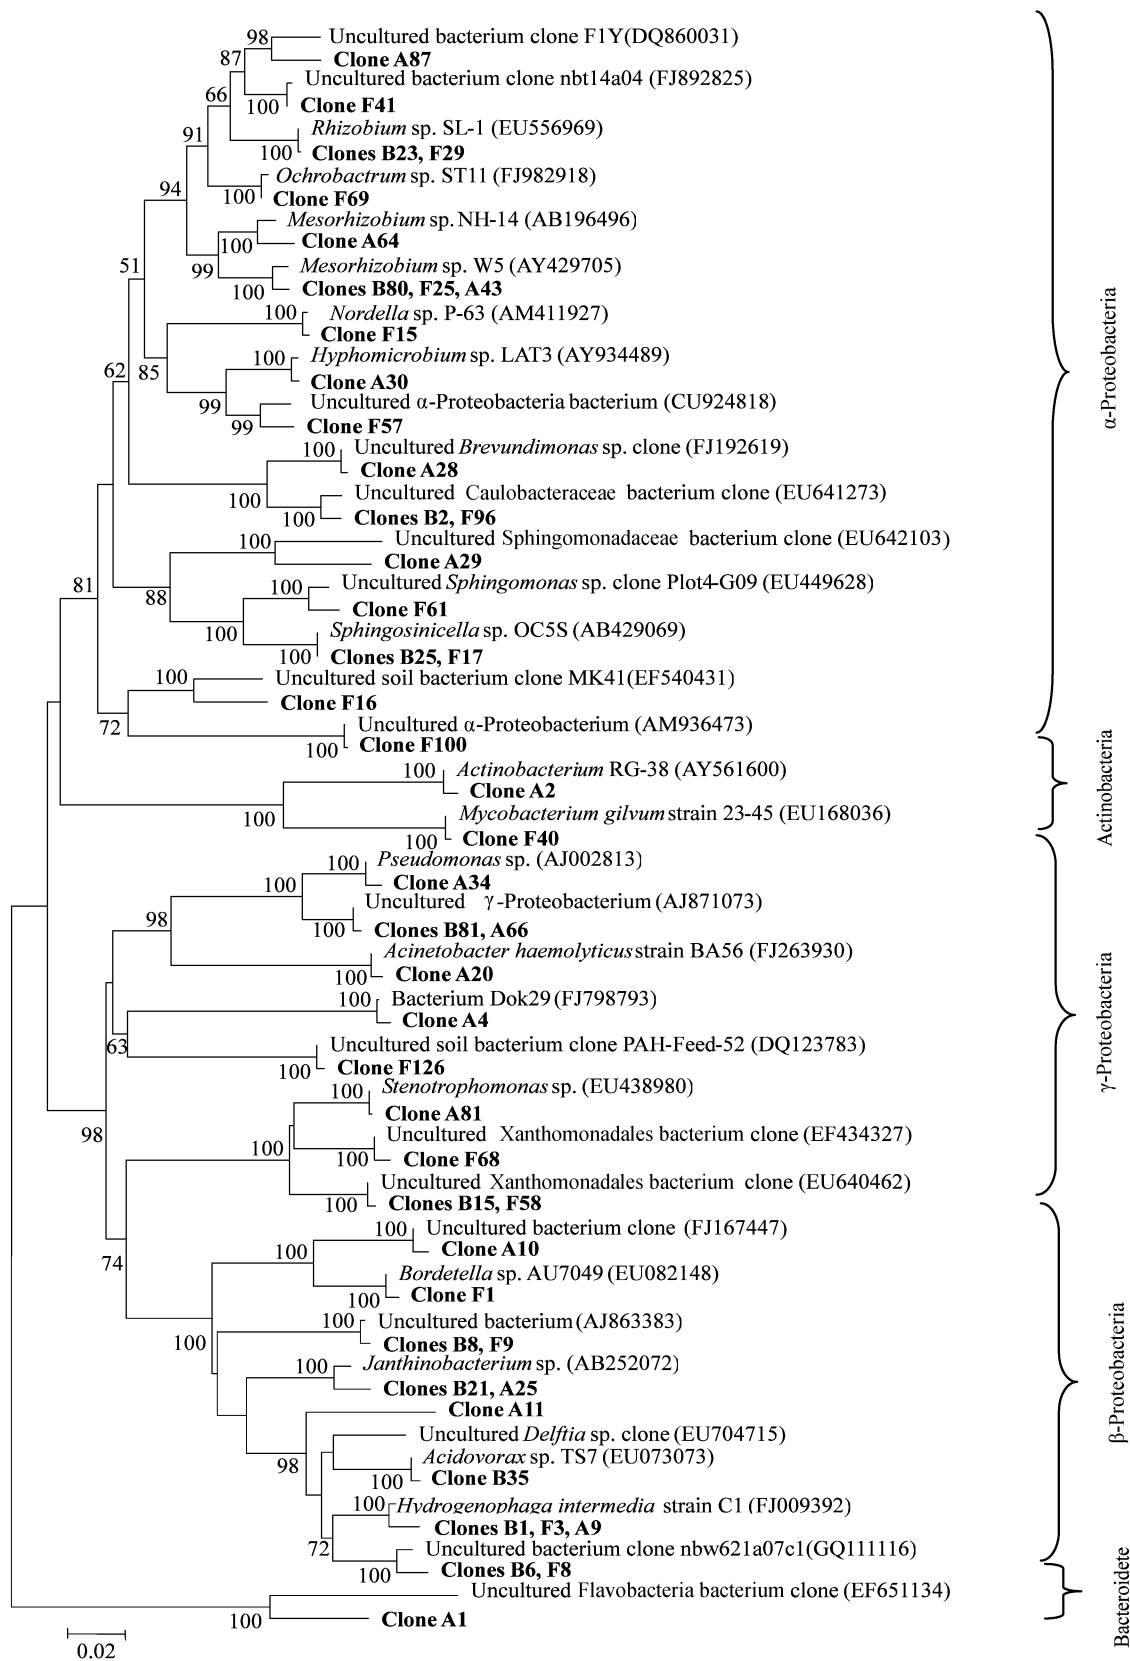 98
Uncultured bacterium clone F1Y(DQ860031)
87
Clone A87
Uncultured bacterium clone nbt14a04 (FJ892825)
66
100
Clone F41
Rhizobium sp. SL-1 (EU556969)
91
100
Clones B23, F29
Ochrobactrum sp. ST11 (FJ982918)
94
100
Clone F69
Mesorhizobium sp. NH-14 (AB196496)
100
Clone A64
51
99
Mesorhizobium sp. W5 (AY429705)
100
Clones B80, F25, A43
100
Nordella sp. P-63 (AM411927)
Clone F15
100
Hyphomicrobium sp. LAT3 (AY934489)
62
85
Clone A30
99
Uncultured α-Proteobacteria bacterium (CU924818)
99
Clone F57
100
Uncultured Brevundimonas sp. clone (FJ192619)
Clone A28
100
Uncultured Caulobacteraceae bacterium clone (EU641273)
100
Clones B2, F96
100
Uncultured Sphingomonadaceae bacterium clone (EU642103)
Clone A29
81
88
100
Uncultured Sphingomonas sp. clone Plot4-G09 (EU449628)
Clone F61
100
Sphingosinicella sp. OC5S (AB429069)
100
Clones B25, F17
100
Uncultured soil bacterium clone MK41(EF540431)
Clone F16
72
Uncultured α-Proteobacterium (AM936473)
100
Clone F100
α-Proteobacteria
100
Actinobacterium RG-38 (AY561600)
Clone A2
100
Mycobacterium gilvum strain 23-45 (EU168036)
100
Clone F40
Actinobacteria
100
Pseudomonas sp. (AJ002813)
100
Clone A34
Uncultured γ-Proteobacterium (AJ871073)
98
100
Clones B81, A66
Acinetobacter haemolyticus strain BA56 (FJ263930)
100
Clone A20
100
Bacterium Dok29 (FJ798793)
Clone A4
63
Uncultured soil bacterium clone PAH-Feed-52 (DQ123783)
100
Clone F126
100
Stenotrophomonas sp. (EU438980)
98
Clone A81
100
Uncultured Xanthomonadales bacterium clone (EF434327)
100
Clone F68
Uncultured Xanthomonadales bacterium clone (EU640462)
100
Clones B15, F58
γ-Proteobacteria
100
Uncultured bacterium clone (FJ167447)
74
100
Clone A10
Bordetella sp. AU7049 (EU082148)
100
Clone F1
100
Uncultured bacterium (AJ863383)
100
Clones B8, F9
100
Janthinobacterium sp. (AB252072)
Clones B21, A25
Clone A11
Uncultured Delftia sp. clone (EU704715)
98
Acidovorax sp. TS7 (EU073073)
100
Clone B35
100
Hydrogenophaga intermedia strain C1 (FJ009392)
Clones B1, F3, A9
72
Uncultured bacterium clone nbw621a07c1(GQ111116)
100
Clones B6, F8
β-Proteobacteria
Uncultured Flavobacteria bacterium clone (EF651134)
100
Clone A1
Bacteroidete
0.02